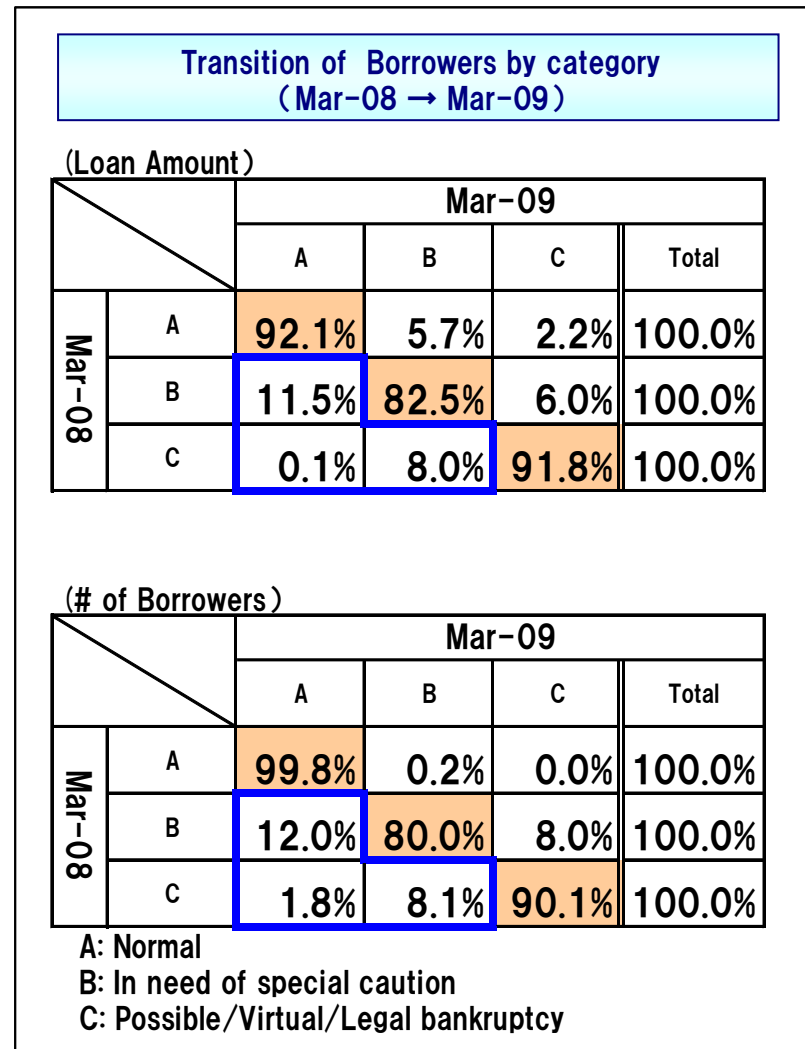 Transition of Borrowers by category
(Mar-08 → Mar-09)
(Loan Amount)
Mar-09
A B C Total
Mar-08
A 92.1% 5.7% 2.2% 100.0%
B 11.5% 82.5% 6.0% 100.0%
C 0.1% 8.0% 91.8% 100.0%
(# of Borrowers)
Mar-09
A B C Total
Mar-08
A 99.8% 0.2% 0.0% 100.0%
B 12.0% 80.0% 8.0% 100.0%
C 1.8% 8.1% 90.1% 100.0%
A: Normal
B: In need of special caution
C: Possible/Virtual/Legal bankruptcy